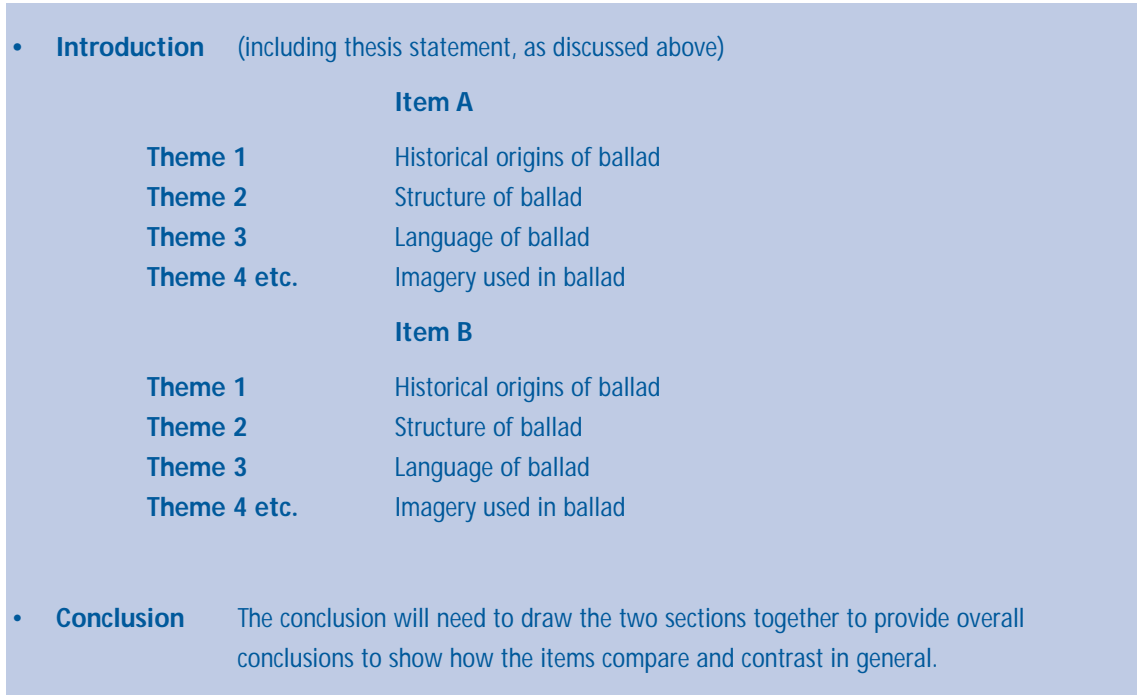 • Introduction (including thesis statement, as discussed above)
Item A
Theme 1 Historical origins of ballad
Theme 2 Structure of ballad
Theme 3 Language of ballad
Theme 4 etc. Imagery used in ballad
Item B
Theme 1 Historical origins of ballad
Theme 2 Structure of ballad
Theme 3 Language of ballad
Theme 4 etc. Imagery used in ballad
• Conclusion The conclusion will need to draw the two sections together to provide overall
conclusions to show how the items compare and contrast in general.